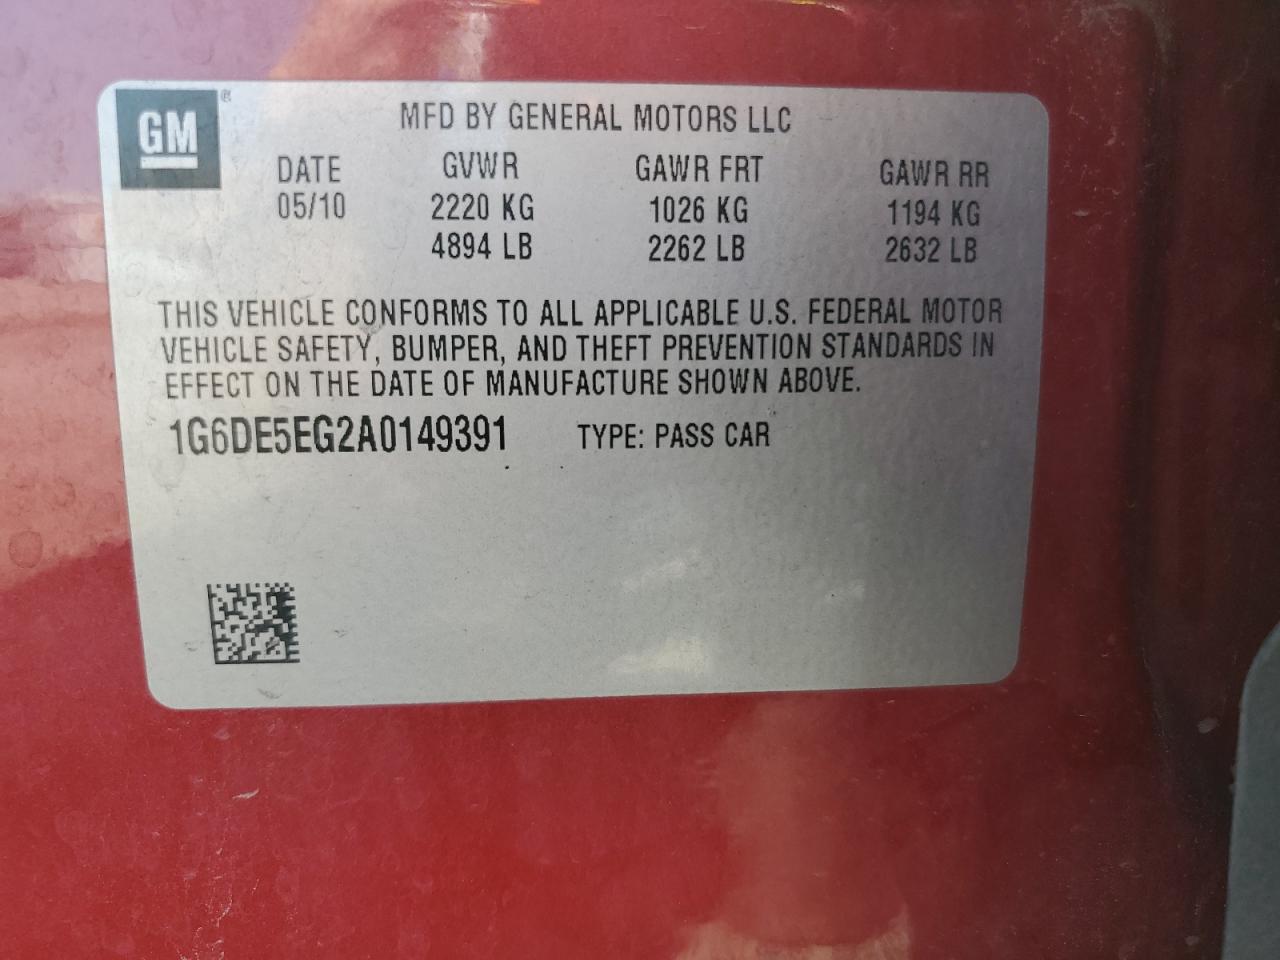 GM ®
MFD BY GENERAL MOTORS LLC
DATE GVWR GAWR FRT GAWR RR
05/10 2220 KG 1026 KG 1194 KG
4894 LB 2262 LB 2632 LB
THIS VEHICLE CONFORMS TO ALL APPLICABLE U.S. FEDERAL MOTOR
VEHICLE SAFETY, BUMPER, AND THEFT PREVENTION STANDARDS IN
EFFECT ON THE DATE OF MANUFACTURE SHOWN ABOVE.
1G6DE5EG2A0149391 TYPE: PASS CAR